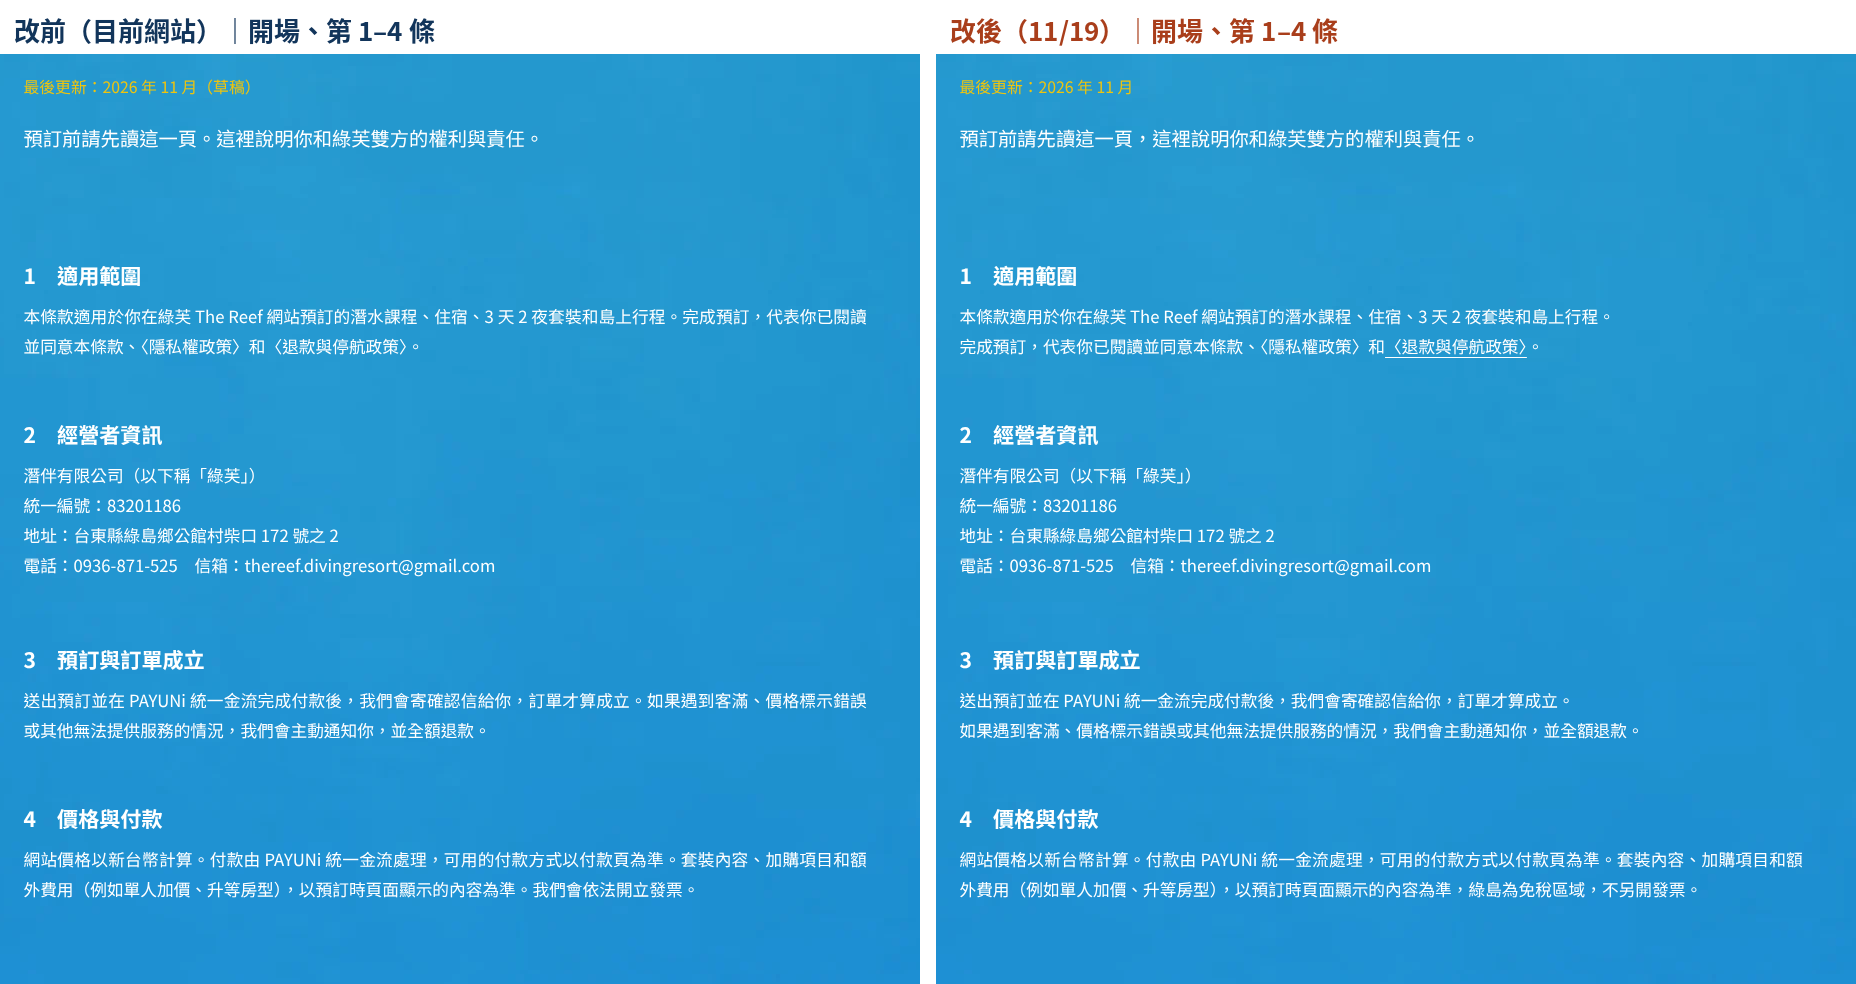 改前（目前網站）｜開場、第 1–4 條
最後更新：2026 年 11 月（草稿）
預訂前請先讀這一頁。這裡說明你和綠芙雙方的權利與責任。
1　適用範圍
本條款適用於你在綠芙 The Reef 網站預訂的潛水課程、住宿、3 天 2 夜套裝和島上行程。完成預訂，代表你已閱讀
並同意本條款、〈隱私權政策〉和〈退款與停航政策〉。
2　經營者資訊
潛伴有限公司（以下稱「綠芙」）
統一編號：83201186
地址：台東縣綠島鄉公館村柴口 172 號之 2
電話：0936-871-525　信箱：thereef.divingresort@gmail.com
3　預訂與訂單成立
送出預訂並在 PAYUNi 統一金流完成付款後，我們會寄確認信給你，訂單才算成立。如果遇到客滿、價格標示錯誤
或其他無法提供服務的情況，我們會主動通知你，並全額退款。
4　價格與付款
網站價格以新台幣計算。付款由 PAYUNi 統一金流處理，可用的付款方式以付款頁為準。套裝內容、加購項目和額
外費用（例如單人加價、升等房型），以預訂時頁面顯示的內容為準。我們會依法開立發票。
改後（11/19）｜開場、第 1–4 條
最後更新：2026 年 11 月
預訂前請先讀這一頁，這裡說明你和綠芙雙方的權利與責任。
1　適用範圍
本條款適用於你在綠芙 The Reef 網站預訂的潛水課程、住宿、3 天 2 夜套裝和島上行程。
完成預訂，代表你已閱讀並同意本條款、〈隱私權政策〉和〈退款與停航政策〉。
2　經營者資訊
潛伴有限公司（以下稱「綠芙」）
統一編號：83201186
地址：台東縣綠島鄉公館村柴口 172 號之 2
電話：0936-871-525　信箱：thereef.divingresort@gmail.com
3　預訂與訂單成立
送出預訂並在 PAYUNi 統一金流完成付款後，我們會寄確認信給你，訂單才算成立。
如果遇到客滿、價格標示錯誤或其他無法提供服務的情況，我們會主動通知你，並全額退款。
4　價格與付款
網站價格以新台幣計算。付款由 PAYUNi 統一金流處理，可用的付款方式以付款頁為準。套裝內容、加購項目和額
外費用（例如單人加價、升等房型），以預訂時頁面顯示的內容為準，綠島為免稅區域，不另開發票。